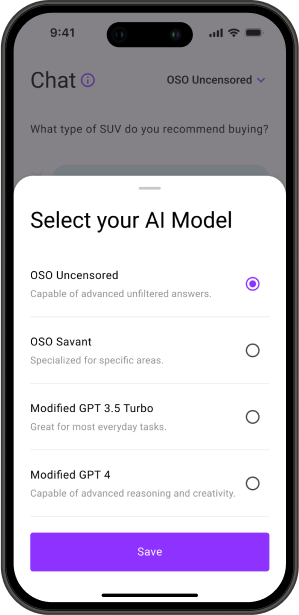 9:41
Chat
OSO Uncensored
What type of SUV do you recommend buying?
Select your AI Model
OSO Uncensored
Capable of advanced unfiltered answers.
OSO Savant
Specialized for specific areas.
Modified GPT 3.5 Turbo
Great for most everyday tasks.
Modified GPT 4
Capable of advanced reasoning and creativity.
Save